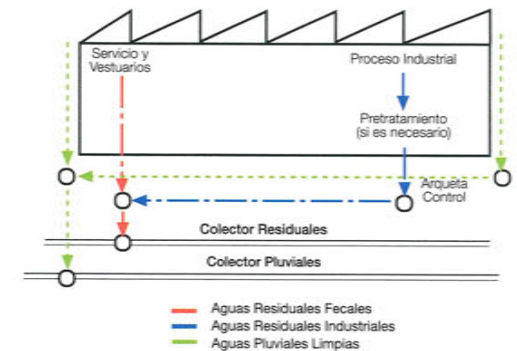 Servicio y
Vestuarios
Proceso Industrial
Pretratamiento
(si es necesario)
Arqueta
Control
Colector Residuales
Colector Pluviales
Aguas Residuales Fecales
Aguas Residuales Industriales
Aguas Pluviales Limpias